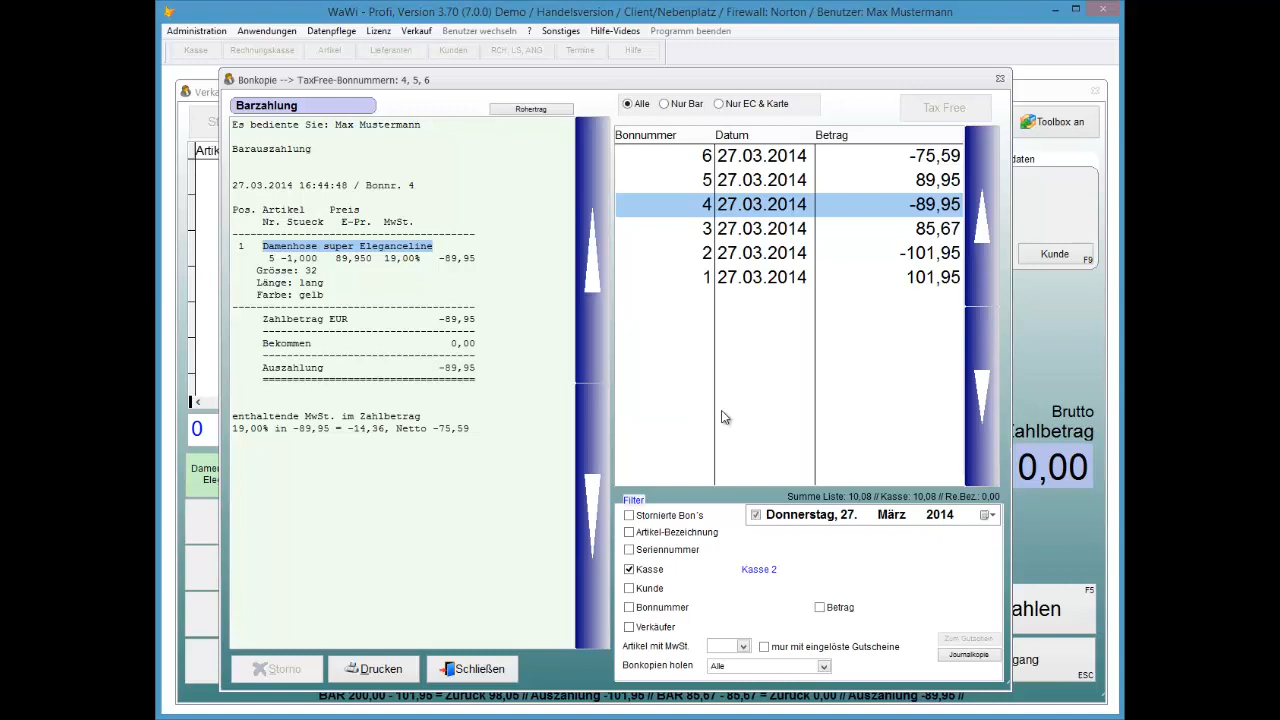 WaWi - Profi, Version 3.70 (7.0.0) Demo / Handelsversion / Client/Nebenplatz / Firewall: Norton / Benutzer: Max Mustermann
Administration Anwendungen Datenpflege Lizenz Verkauf Benutzer wechseln ? Sonstiges Hilfe-Videos Programm beenden
Kasse Rechnungskasse Artikel Lieferanten Kunden RCH, LS, ANG Termine Hilfe
Bonkopie --> TaxFree-Bonnummern: 4, 5, 6
Verka
Barzahlung
Rohertrag
Alle Nur Bar Nur EC & Karte
Tax Free
St
Toolbox an
Artik
daten
Kunde F9
Es bediente Sie: Max Mustermann
Barauszahlung
27.03.2014 16:44:48 / Bonnr. 4
Pos. Artikel Preis
Nr. Stueck E-Pr. MwSt.
----------------------------------------
1 Damenhose super Eleganceline
5 -1,000 89,950 19,00% -89,95
Grösse: 32
Länge: lang
Farbe: gelb
----------------------------------------
Zahlbetrag EUR -89,95
-----------------------------------
Bekommen 0,00
-----------------------------------
Auszahlung -89,95
===================================
enthaltende MwSt. im Zahlbetrag
19,00% in -89,95 = -14,36, Netto -75,59
Bonnummer Datum Betrag
6 27.03.2014 -75,59
5 27.03.2014 89,95
4 27.03.2014 -89,95
3 27.03.2014 85,67
2 27.03.2014 -101,95
1 27.03.2014 101,95
<
0
Damen
Ele
Brutto
Zahlbetrag
0,00
Summe Liste: 10,08 // Kasse: 10,08 // Re.Bez.: 0,00
Filter
Stornierte Bon´s
Donnerstag, 27. März 2014
Artikel-Bezeichnung
Seriennummer
Kasse Kasse 2
Kunde
Bonnummer Betrag
Verkäufer
Artikel mit MwSt. nur mit eingelöste Gutscheine
Bonkopien holen Alle
Zum Gutschein
Journalkopie
F5
ahlen
gang
ESC
Storno Drucken Schließen
BAR 200,00 - 101,95 = Zurück 98,05 // Auszahlung -101,95 // BAR 85,67 - 85,67 = Zurück 0,00 // Auszahlung -89,95 //